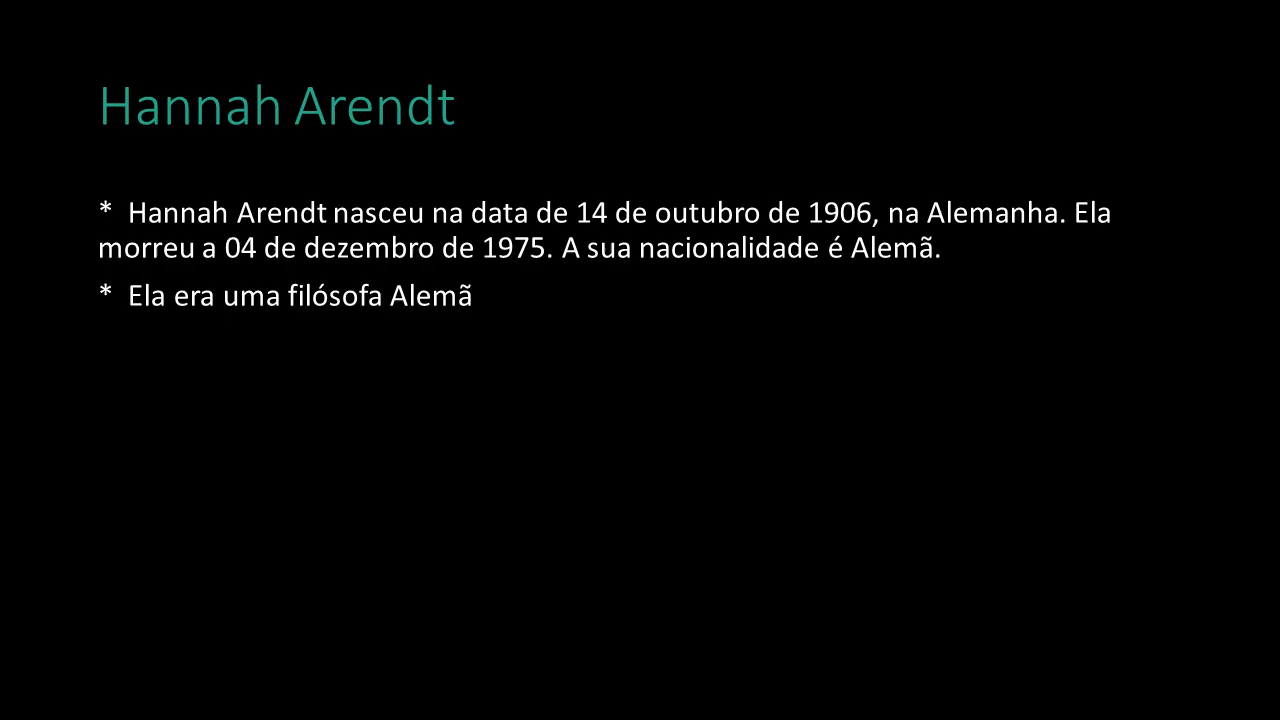 Hannah Arendt
* Hannah Arendt nasceu na data de 14 de outubro de 1906, na Alemanha. Ela
morreu a 04 de dezembro de 1975. A sua nacionalidade é Alemã.
* Ela era uma filósofa Alemã